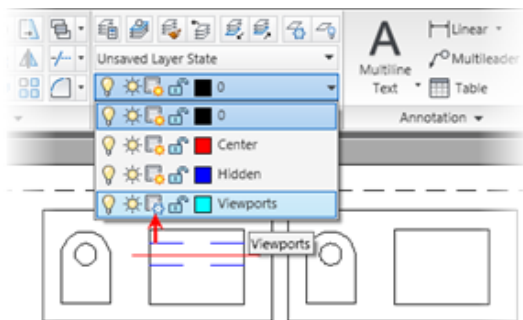 Linear
Multileader
Multiline
Text
Table
Annotation
Unsaved Layer State
0
0
Center
Hidden
Viewports
Viewports